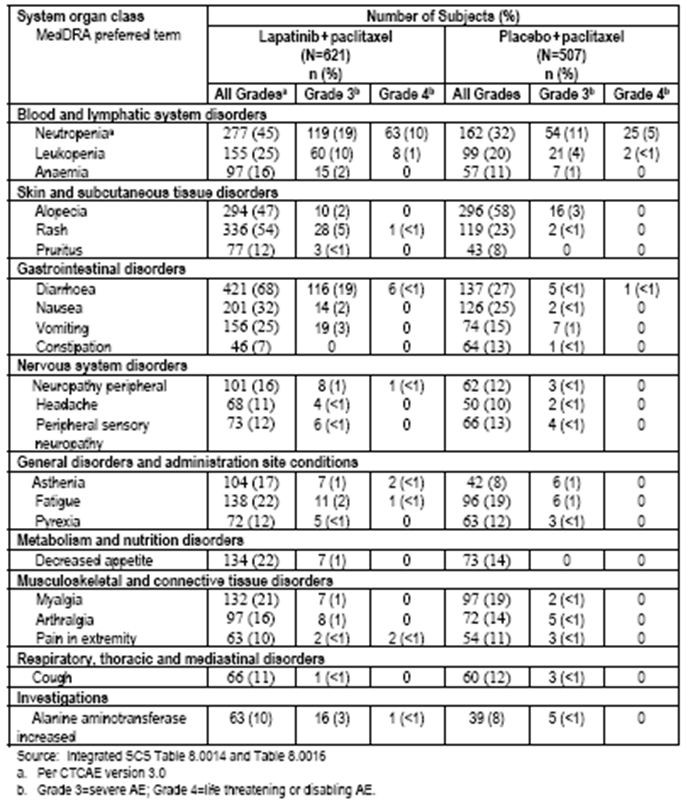 System organ class Number of Subjects (%)
MedDRA preferred term Lapatinib + paclitaxel Placebo + paclitaxel
(N=621) (N=507)
n (%) n (%)
All Gradesᵃ Grade 3ᵇ Grade 4ᵇ All Grades Grade 3ᵇ Grade 4ᵇ
Blood and lymphatic system disorders
Neutropeniaᵃ 277 (45) 119 (19) 63 (10) 162 (32) 54 (11) 25 (5)
Leukopenia 155 (25) 60 (10) 8 (1) 99 (20) 21 (4) 2 (<1)
Anaemia 97 (16) 15 (2) 0 57 (11) 7 (1) 0
Skin and subcutaneous tissue disorders
Alopecia 294 (47) 10 (2) 0 296 (58) 16 (3) 0
Rash 336 (54) 28 (5) 1 (<1) 119 (23) 2 (<1) 0
Pruritus 77 (12) 3 (<1) 0 43 (8) 0 0
Gastrointestinal disorders
Diarrhoea 421 (68) 116 (19) 6 (<1) 137 (27) 5 (<1) 1 (<1)
Nausea 201 (32) 14 (2) 0 126 (25) 2 (<1) 0
Vomiting 156 (25) 19 (3) 0 74 (15) 7 (1) 0
Constipation 46 (7) 0 0 64 (13) 1 (<1) 0
Nervous system disorders
Neuropathy peripheral 101 (16) 8 (1) 1 (<1) 62 (12) 3 (<1) 0
Headache 68 (11) 4 (<1) 0 50 (10) 2 (<1) 0
Peripheral sensory 73 (12) 6 (<1) 0 66 (13) 4 (<1) 0
neuropathy
General disorders and administration site conditions
Asthenia 104 (17) 7 (1) 2 (<1) 42 (8) 6 (1) 0
Fatigue 138 (22) 11 (2) 1 (<1) 96 (19) 6 (1) 0
Pyrexia 72 (12) 5 (<1) 0 63 (12) 3 (<1) 0
Metabolism and nutrition disorders
Decreased appetite 134 (22) 7 (1) 0 73 (14) 0 0
Musculoskeletal and connective tissue disorders
Myalgia 132 (21) 7 (1) 0 97 (19) 2 (<1) 0
Arthralgia 97 (16) 8 (1) 0 72 (14) 5 (<1) 0
Pain in extremity 63 (10) 2 (<1) 2 (<1) 54 (11) 3 (<1) 0
Respiratory, thoracic and mediastinal disorders
Cough 66 (11) 1 (<1) 0 60 (12) 3 (<1) 0
Investigations
Alanine aminotransferase 63 (10) 16 (3) 1 (<1) 39 (8) 5 (<1) 0
increased
Source: Integrated SCS Table 8.0014 and Table 8.0016
a. Per CTCAE version 3.0
b. Grade 3=severe AE; Grade 4=life threatening or disabling AE.